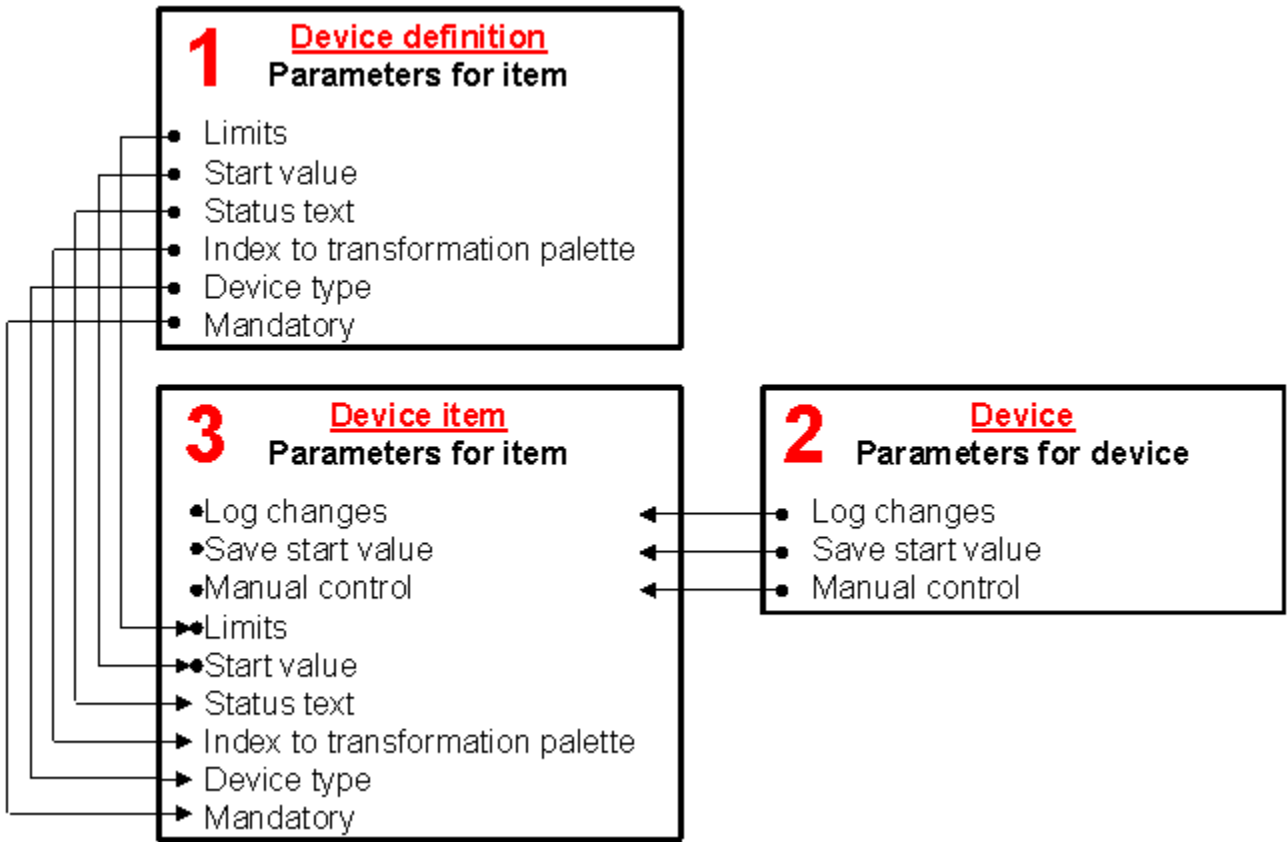 1 Device definition
Parameters for item
Limits
Start value
Status text
Index to transformation palette
Device type
Mandatory
3 Device item
Parameters for item
Log changes
Save start value
Manual control
Limits
Start value
Status text
Index to transformation palette
Device type
Mandatory
2 Device
Parameters for device
Log changes
Save start value
Manual control